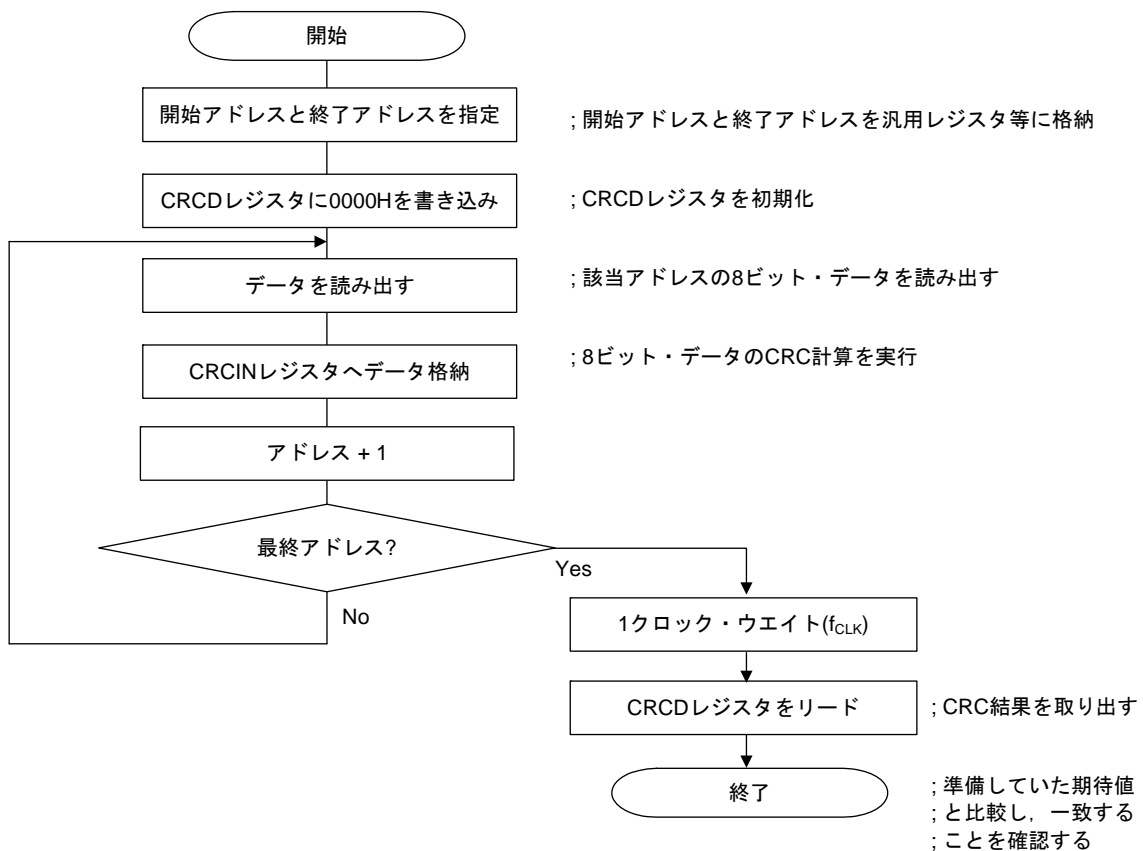 開始
開始アドレスと終了アドレスを指定
; 開始アドレスと終了アドレスを汎用レジスタ等に格納
CRCDレジスタに0000Hを書き込み
; CRCDレジスタを初期化
データを読み出す
; 該当アドレスの8ビット・データを読み出す
CRCINレジスタへデータ格納
; 8ビット・データのCRC計算を実行
アドレス + 1
最終アドレス?
Yes
No
1クロック・ウエイト(fCLK)
CRCDレジスタをリード
; CRC結果を取り出す
終了
; 準備していた期待値
; と比較し，一致する
; ことを確認する